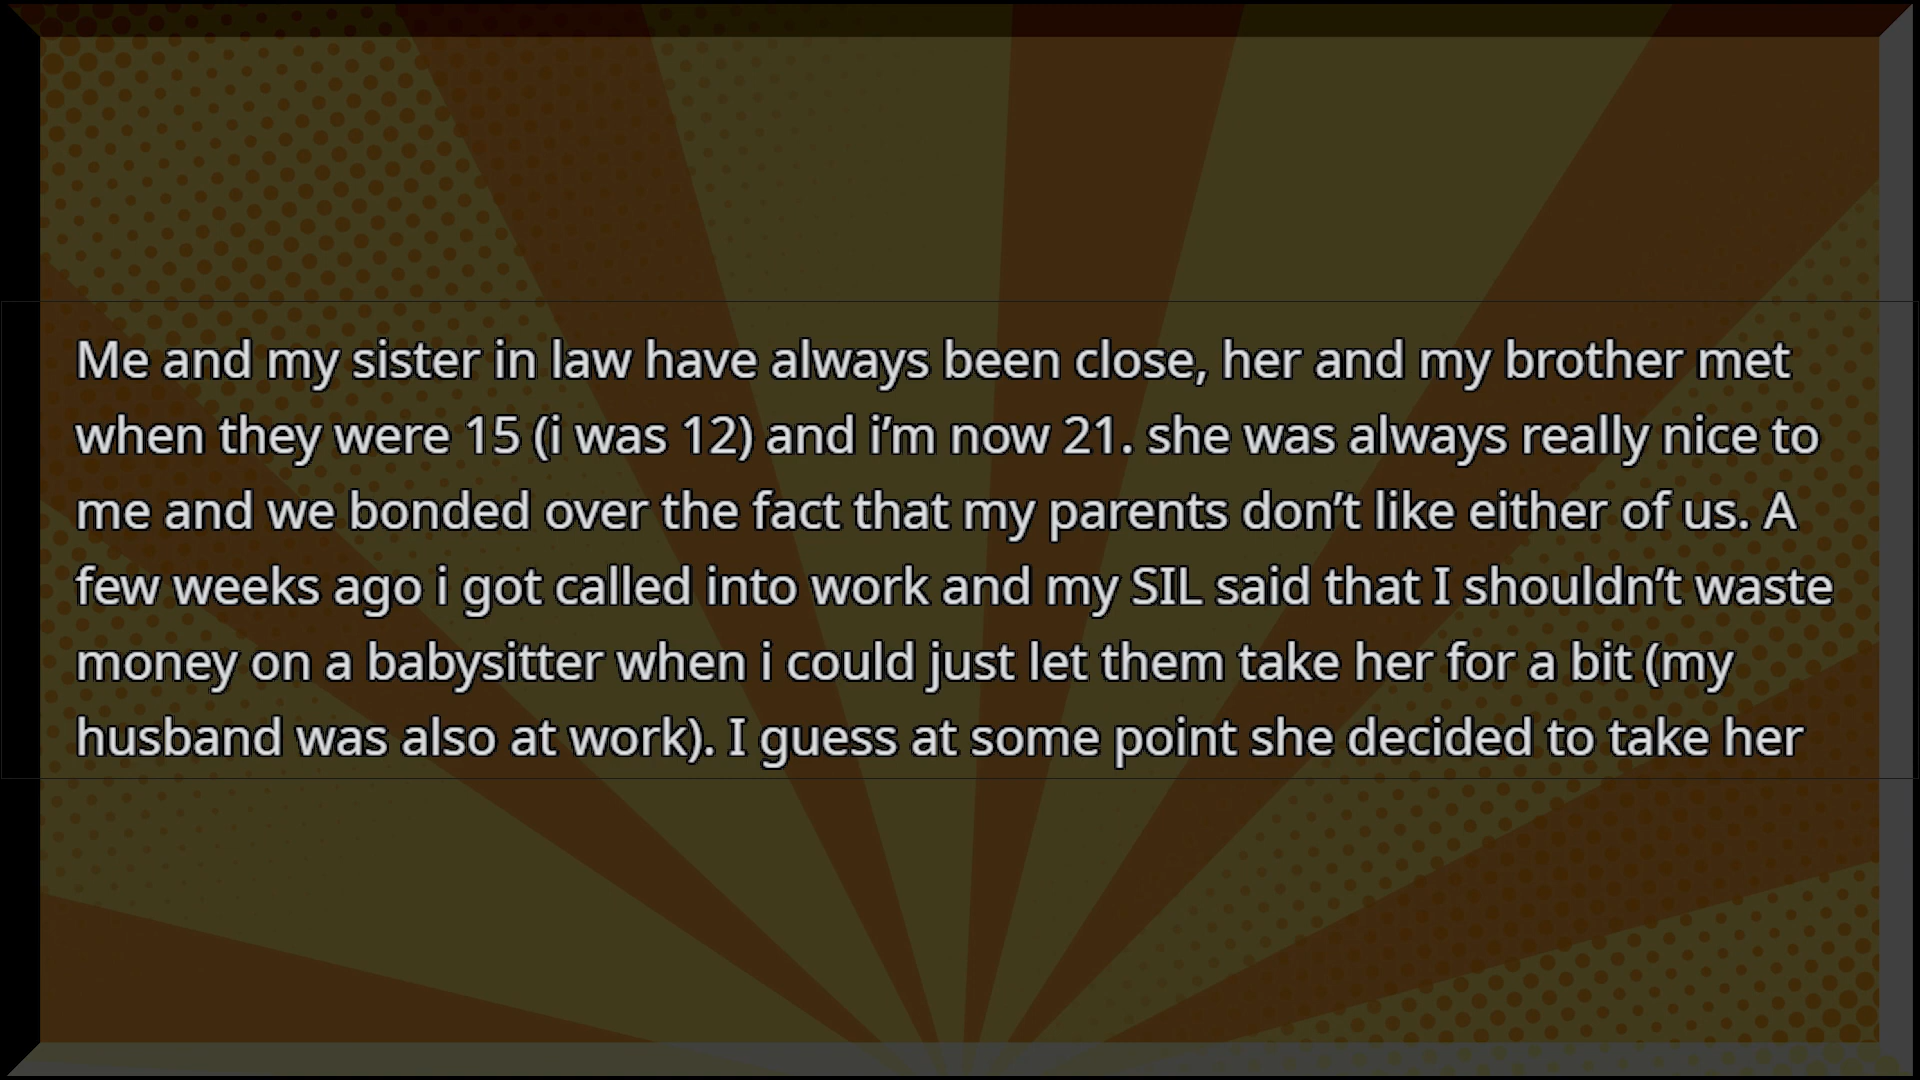 Me and my sister in law have always been close, her and my brother met
when they were 15 (i was 12) and i’m now 21. she was always really nice to
me and we bonded over the fact that my parents don’t like either of us. A
few weeks ago i got called into work and my SIL said that I shouldn’t waste
money on a babysitter when i could just let them take her for a bit (my
husband was also at work). I guess at some point she decided to take her